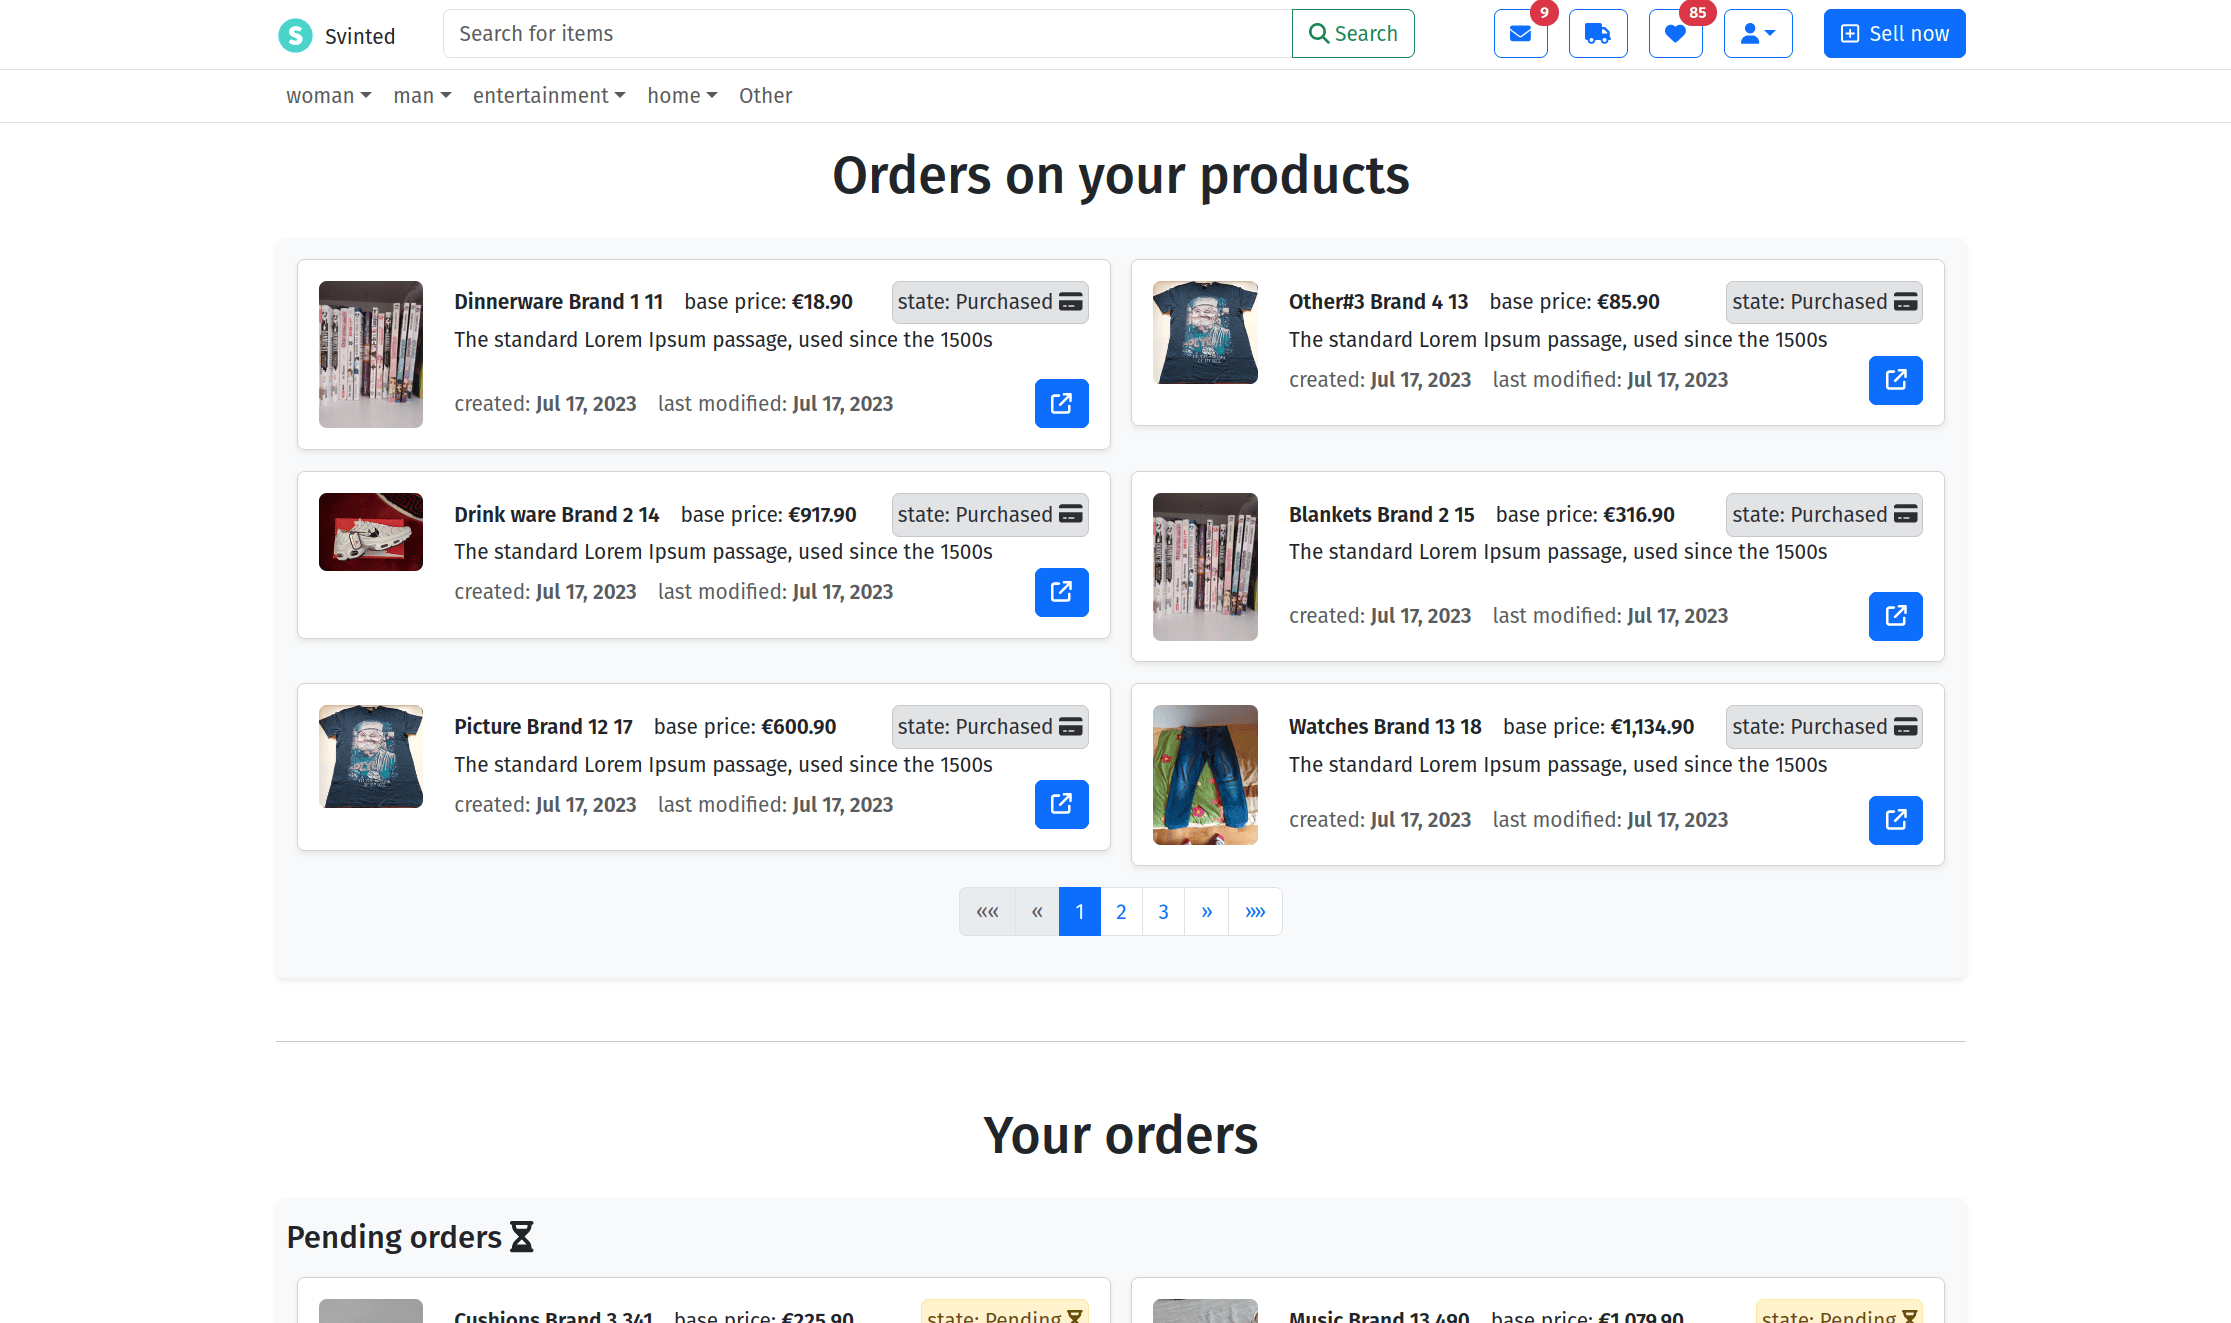 S Svinted
Search for items
Search
9
85
Sell now
woman man entertainment home Other
Orders on your products
Dinnerware Brand 1 11 base price: €18.90 state: Purchased
The standard Lorem Ipsum passage, used since the 1500s
created: Jul 17, 2023 last modified: Jul 17, 2023
Other#3 Brand 4 13 base price: €85.90 state: Purchased
The standard Lorem Ipsum passage, used since the 1500s
created: Jul 17, 2023 last modified: Jul 17, 2023
Drink ware Brand 2 14 base price: €917.90 state: Purchased
The standard Lorem Ipsum passage, used since the 1500s
created: Jul 17, 2023 last modified: Jul 17, 2023
Blankets Brand 2 15 base price: €316.90 state: Purchased
The standard Lorem Ipsum passage, used since the 1500s
created: Jul 17, 2023 last modified: Jul 17, 2023
Picture Brand 12 17 base price: €600.90 state: Purchased
The standard Lorem Ipsum passage, used since the 1500s
created: Jul 17, 2023 last modified: Jul 17, 2023
Watches Brand 13 18 base price: €1,134.90 state: Purchased
The standard Lorem Ipsum passage, used since the 1500s
created: Jul 17, 2023 last modified: Jul 17, 2023
«« « 1 2 3 » »»
Your orders
Pending orders
Cushions Brand 3 341 base price: €225.90 state: Pending
Music Brand 13 490 base price: €1,079.90 state: Pending